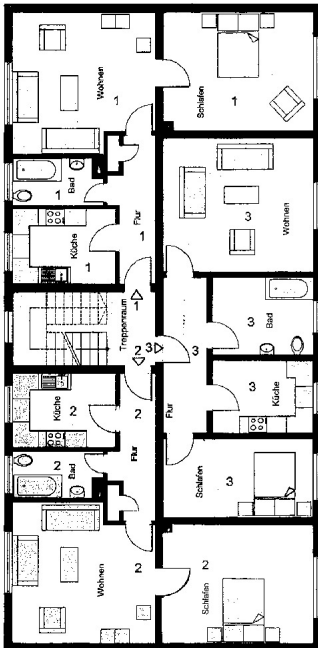 Wohnen
1
Schlafen
1
Bad
1
Flur
1
Küche
1
Wohnen
3
Treppenraum
1
2
3
3
Bad
3
Küche
3
Flur
Küche
2
2
Flur
Bad
2
Schlafen
3
Wohnen
2
Schlafen
2